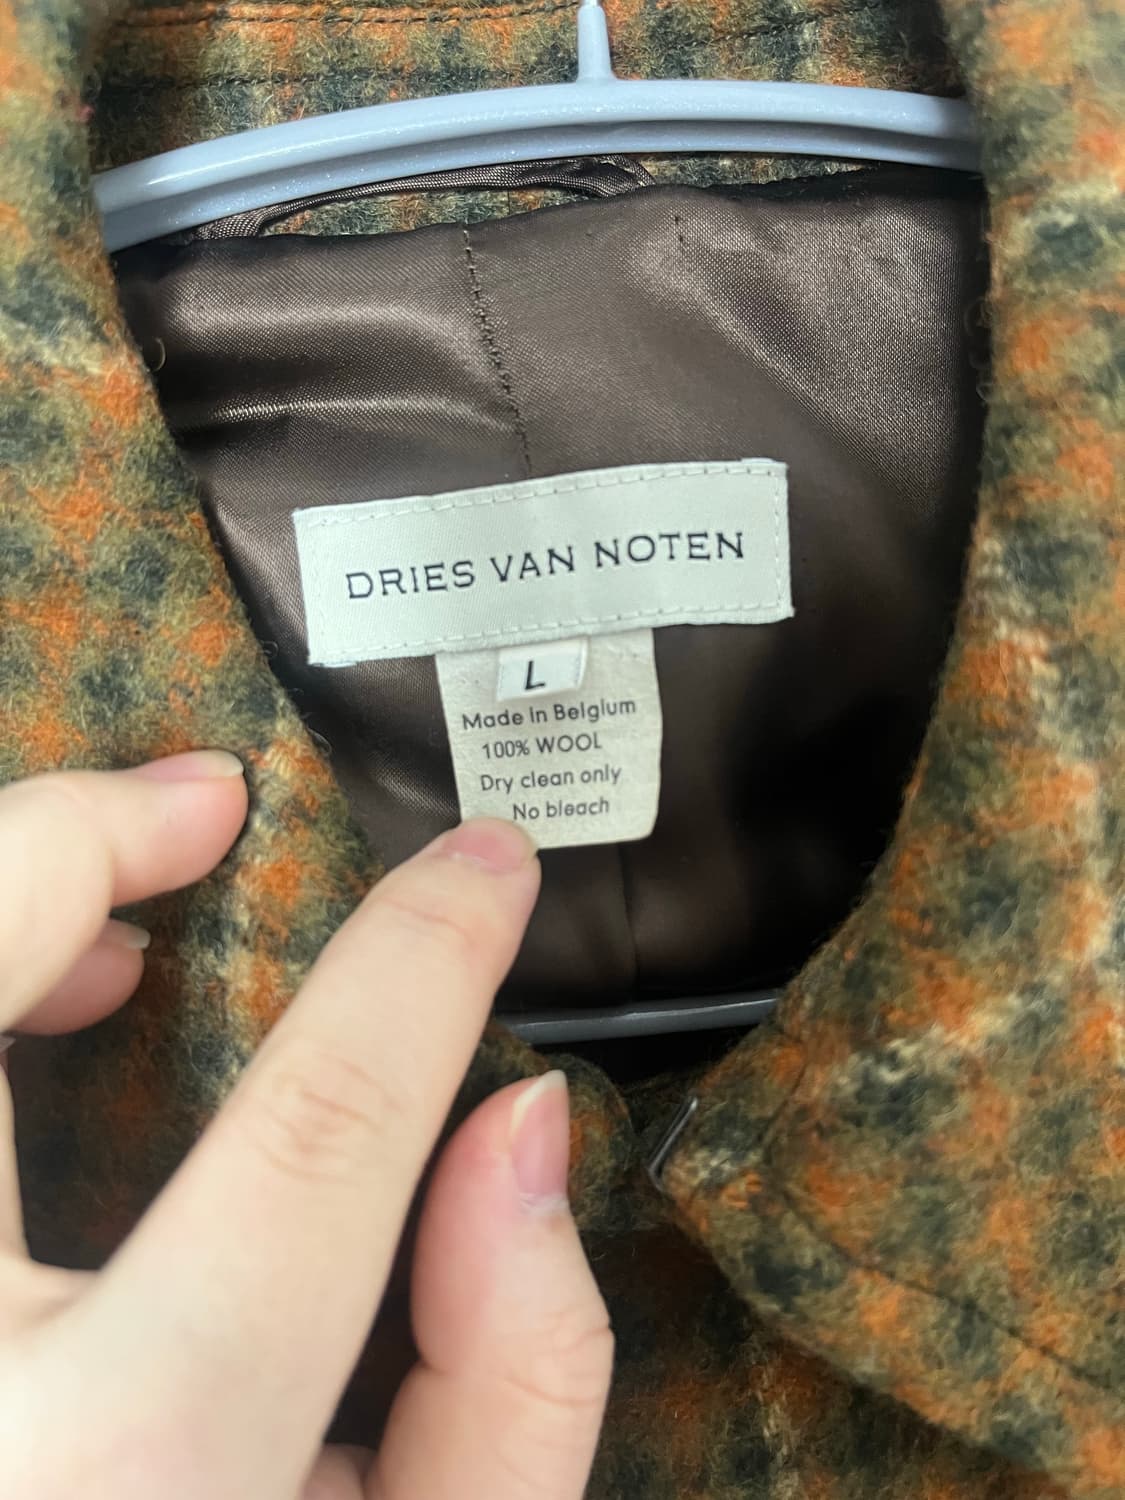 DRIES VAN NOTEN
L
Made in Belgium
100% WOOL
Dry clean only
No bleach